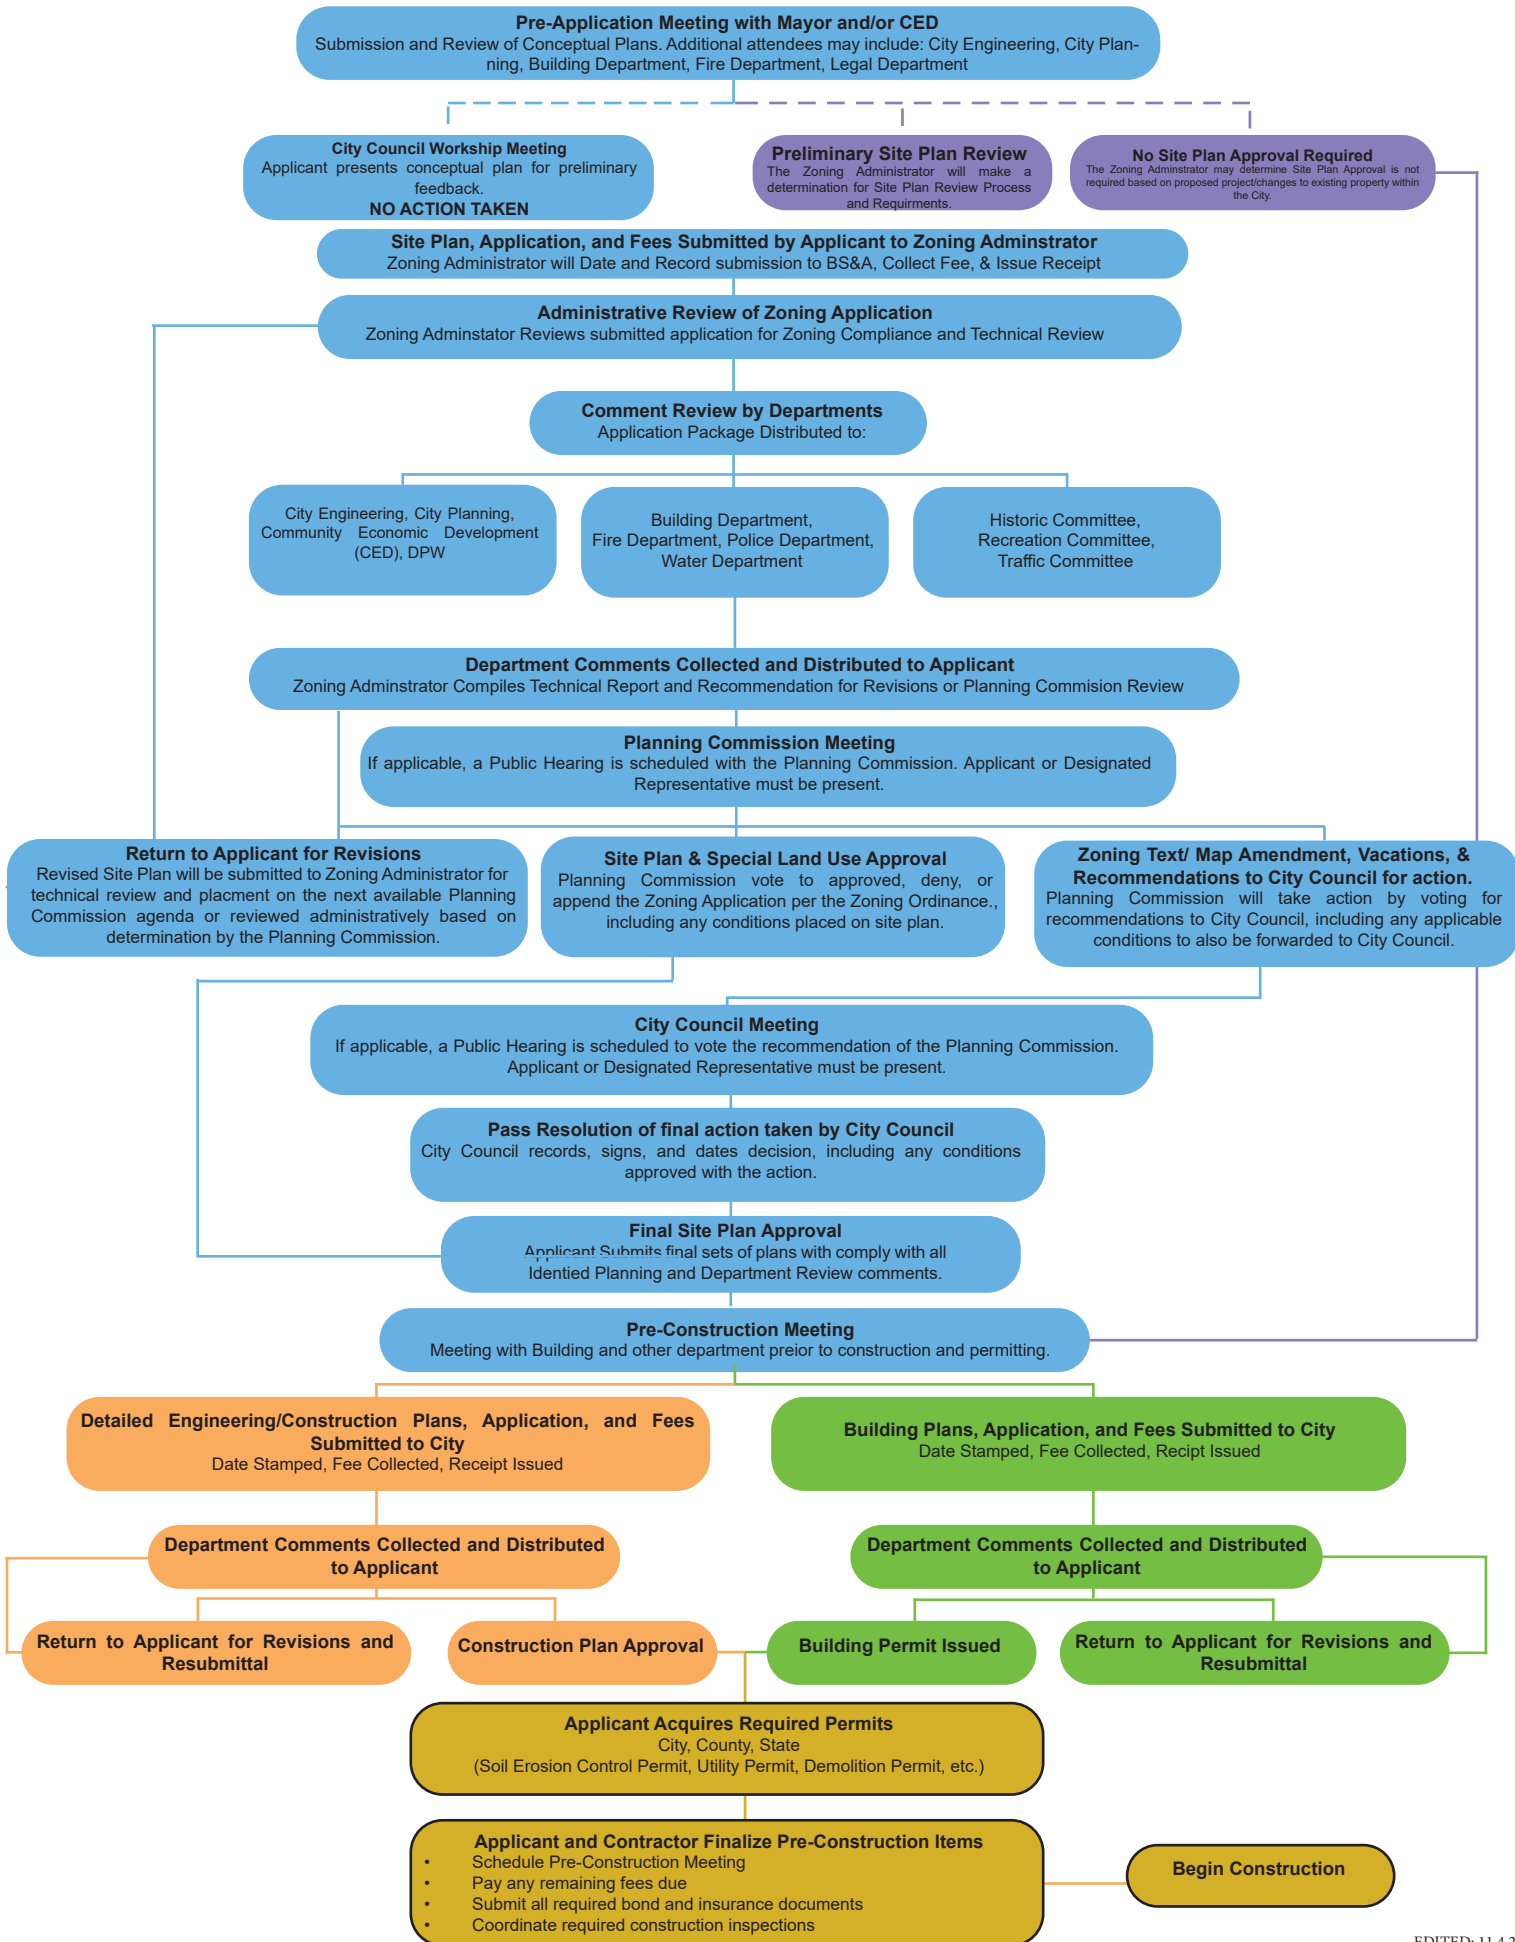 Pre-Application Meeting with Mayor and/or CED
Submission and Review of Conceptual Plans. Additional attendees may include: City Engineering, City Plan-
ning, Building Department, Fire Department, Legal Department
City Council Workship Meeting
Applicant presents conceptual plan for preliminary
feedback.
NO ACTION TAKEN
Preliminary Site Plan Review
The Zoning Administrator will make a
determination for Site Plan Review Process
and Requirments.
No Site Plan Approval Required
The Zoning Adminstrator may determine Site Plan Approval is not
required based on proposed project/changes to existing property within
the City.
Site Plan, Application, and Fees Submitted by Applicant to Zoning Adminstrator
Zoning Administrator will Date and Record submission to BS&A, Collect Fee, & Issue Receipt
Administrative Review of Zoning Application
Zoning Adminstator Reviews submitted application for Zoning Compliance and Technical Review
Comment Review by Departments
Application Package Distributed to:
City Engineering, City Planning,
Community Economic Development
(CED), DPW
Building Department,
Fire Department, Police Department,
Water Department
Historic Committee,
Recreation Committee,
Traffic Committee
Department Comments Collected and Distributed to Applicant
Zoning Adminstrator Compiles Technical Report and Recommendation for Revisions or Planning Commision Review
Planning Commission Meeting
If applicable, a Public Hearing is scheduled with the Planning Commission. Applicant or Designated
Representative must be present.
Return to Applicant for Revisions
Revised Site Plan will be submitted to Zoning Administrator for
technical review and placment on the next available Planning
Commission agenda or reviewed administratively based on
determination by the Planning Commission.
Site Plan & Special Land Use Approval
Planning Commission vote to approved, deny, or
append the Zoning Application per the Zoning Ordinance.,
including any conditions placed on site plan.
Zoning Text/ Map Amendment, Vacations, &
Recommendations to City Council for action.
Planning Commission will take action by voting for
recommendations to City Council, including any applicable
conditions to also be forwarded to City Council.
City Council Meeting
If applicable, a Public Hearing is scheduled to vote the recommendation of the Planning Commission.
Applicant or Designated Representative must be present.
Pass Resolution of final action taken by City Council
City Council records, signs, and dates decision, including any conditions
approved with the action.
Final Site Plan Approval
Applicant Submits final sets of plans with comply with all
Identied Planning and Department Review comments.
Pre-Construction Meeting
Meeting with Building and other department preior to construction and permitting.
Detailed Engineering/Construction Plans, Application, and Fees
Submitted to City
Date Stamped, Fee Collected, Receipt Issued
Building Plans, Application, and Fees Submitted to City
Date Stamped, Fee Collected, Recipt Issued
Department Comments Collected and Distributed
to Applicant
Department Comments Collected and Distributed
to Applicant
Return to Applicant for Revisions and
Resubmittal
Construction Plan Approval
Building Permit Issued
Return to Applicant for Revisions and
Resubmittal
Applicant Acquires Required Permits
City, County, State
(Soil Erosion Control Permit, Utility Permit, Demolition Permit, etc.)
Applicant and Contractor Finalize Pre-Construction Items
• Schedule Pre-Construction Meeting
• Pay any remaining fees due
• Submit all required bond and insurance documents
• Coordinate required construction inspections
Begin Construction